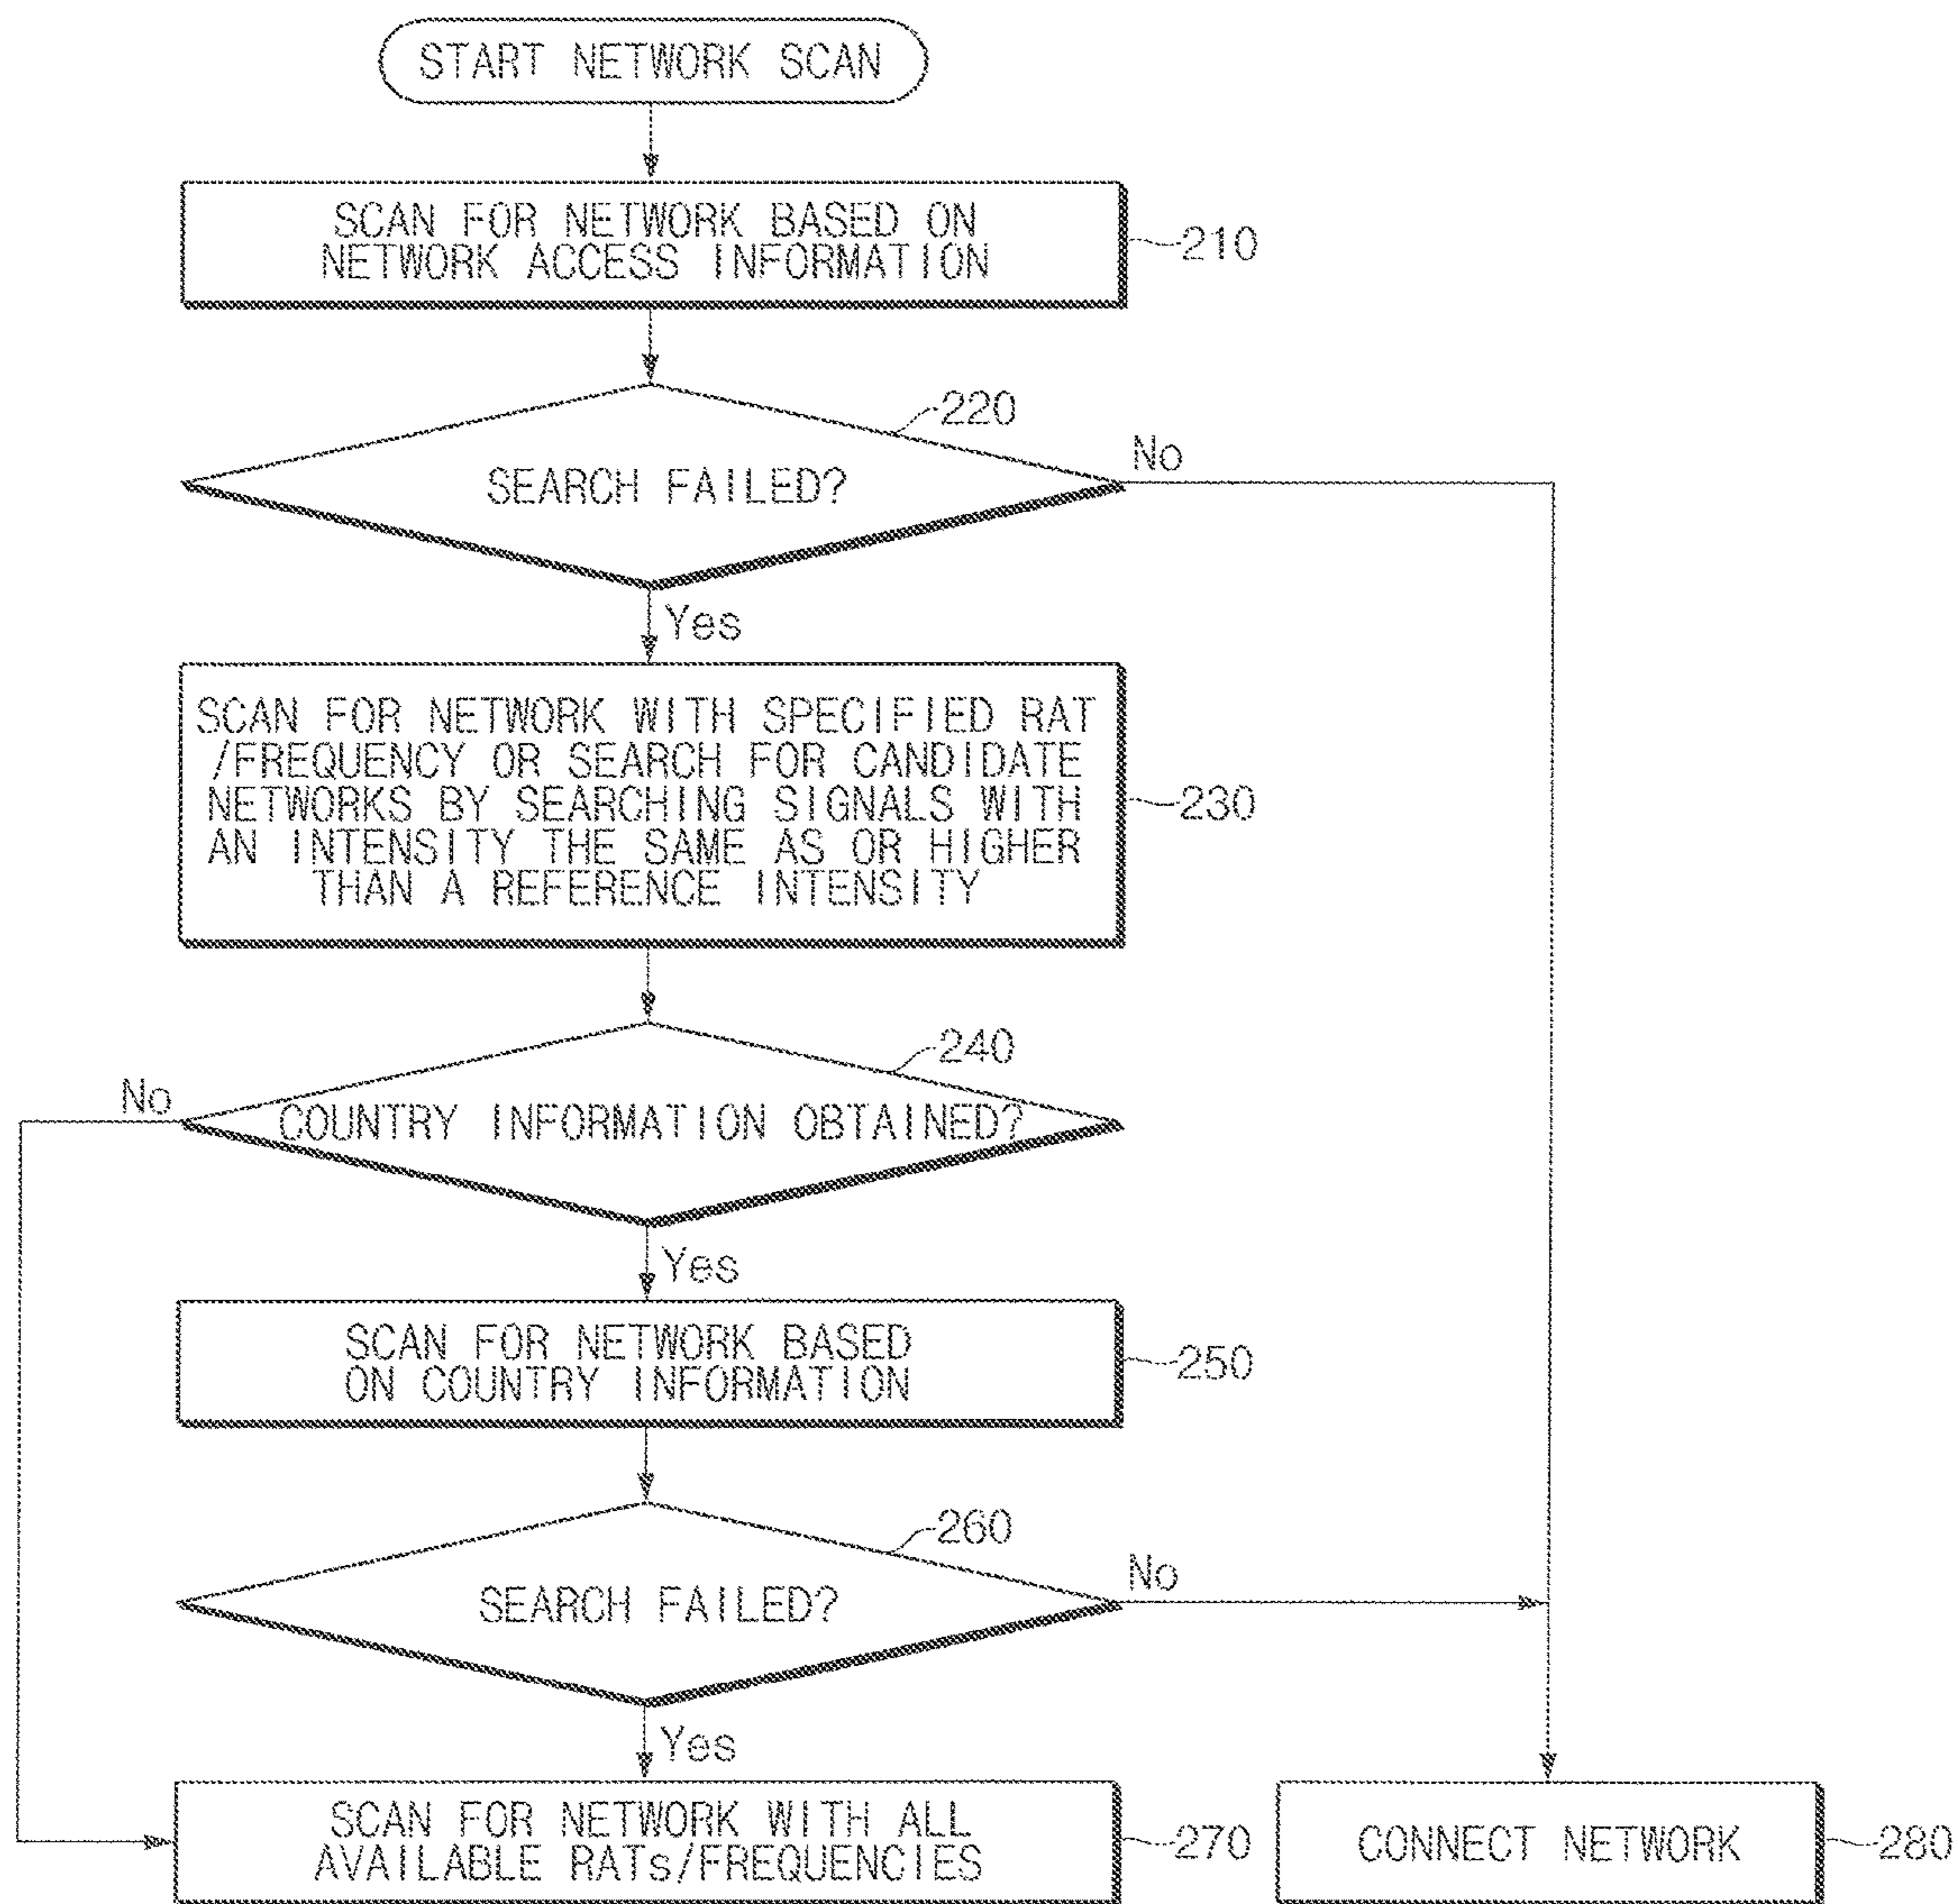 START NETWORK SCAN
SCAN FOR NETWORK BASED ON
NETWORK ACCESS INFORMATION
210
220
SEARCH FAILED?
No
Yes
SCAN FOR NETWORK WITH SPECIFIED RAT
/FREQUENCY OR SEARCH FOR CANDIDATE
NETWORKS BY SEARCHING SIGNALS WITH
AN INTENSITY THE SAME AS OR HIGHER
THAN A REFERENCE INTENSITY
230
240
No
COUNTRY INFORMATION OBTAINED?
Yes
SCAN FOR NETWORK BASED
ON COUNTRY INFORMATION
250
260
SEARCH FAILED?
No
Yes
SCAN FOR NETWORK WITH ALL
AVAILABLE RATs/FREQUENCIES
270
CONNECT NETWORK
280